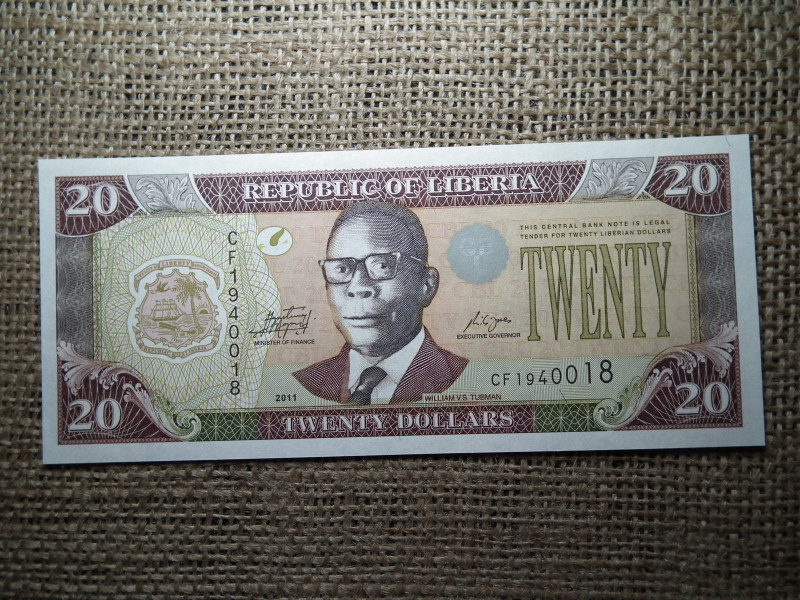 REPUBLIC OF LIBERIA
20
20
THIS CENTRAL BANK NOTE IS LEGAL
TENDER FOR TWENTY LIBERIAN DOLLARS
TWENTY
CF1940018
MINISTER OF FINANCE
EXECUTIVE GOVERNOR
CF1940018
2011
WILLIAM V.S. TUBMAN
20
20
TWENTY DOLLARS